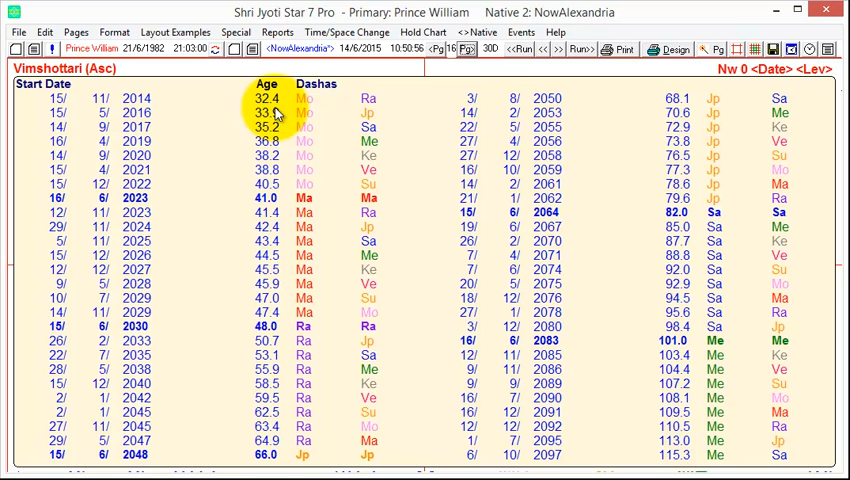 Shri Jyoti Star 7 Pro - Primary: Prince William Native 2: NowAlexandria
File Edit Pages Format Layout Examples Special Reports Time/Space Change Hold Chart <>Native Events Help
Prince William 21/6/1982 21:03:00 <NowAlexandria*> 14/6/2015 10:50:56 <Pg 16 Pg> 30D <<Run << >> Run>> Print Design Pg
Vimshottari (Asc) Nw 0 <Date> <Lev>
Start Date Age Dashas
15/ 11/ 2014 32.4 Mo Ra 3/ 8/ 2050 68.1 Jp Sa
15/ 5/ 2016 33. Mo Jp 14/ 2/ 2053 70.6 Jp Me
14/ 9/ 2017 35.2 Mo Sa 22/ 5/ 2055 72.9 Jp Ke
16/ 4/ 2019 36.8 Mo Me 27/ 4/ 2056 73.8 Jp Ve
14/ 9/ 2020 38.2 Mo Ke 27/ 12/ 2058 76.5 Jp Su
15/ 4/ 2021 38.8 Mo Ve 16/ 10/ 2059 77.3 Jp Mo
15/ 12/ 2022 40.5 Mo Su 14/ 2/ 2061 78.6 Jp Ma
16/ 6/ 2023 41.0 Ma Ma 21/ 1/ 2062 79.6 Jp Ra
12/ 11/ 2023 41.4 Ma Ra 15/ 6/ 2064 82.0 Sa Sa
29/ 11/ 2024 42.4 Ma Jp 19/ 6/ 2067 85.0 Sa Me
5/ 11/ 2025 43.4 Ma Sa 26/ 2/ 2070 87.7 Sa Ke
15/ 12/ 2026 44.5 Ma Me 7/ 4/ 2071 88.8 Sa Ve
12/ 12/ 2027 45.5 Ma Ke 7/ 6/ 2074 92.0 Sa Su
9/ 5/ 2028 45.9 Ma Ve 20/ 5/ 2075 92.9 Sa Mo
10/ 7/ 2029 47.0 Ma Su 18/ 12/ 2076 94.5 Sa Ma
14/ 11/ 2029 47.4 Ma Mo 27/ 1/ 2078 95.6 Sa Ra
15/ 6/ 2030 48.0 Ra Ra 3/ 12/ 2080 98.4 Sa Jp
26/ 2/ 2033 50.7 Ra Jp 16/ 6/ 2083 101.0 Me Me
22/ 7/ 2035 53.1 Ra Sa 12/ 11/ 2085 103.4 Me Ke
28/ 5/ 2038 55.9 Ra Me 9/ 11/ 2086 104.4 Me Ve
15/ 12/ 2040 58.5 Ra Ke 9/ 9/ 2089 107.2 Me Su
2/ 1/ 2042 59.5 Ra Ve 16/ 7/ 2090 108.1 Me Mo
2/ 1/ 2045 62.5 Ra Su 16/ 12/ 2091 109.5 Me Ma
27/ 11/ 2045 63.4 Ra Mo 12/ 12/ 2092 110.5 Me Ra
29/ 5/ 2047 64.9 Ra Ma 1/ 7/ 2095 113.0 Me Jp
15/ 6/ 2048 66.0 Jp Jp 6/ 10/ 2097 115.3 Me Sa